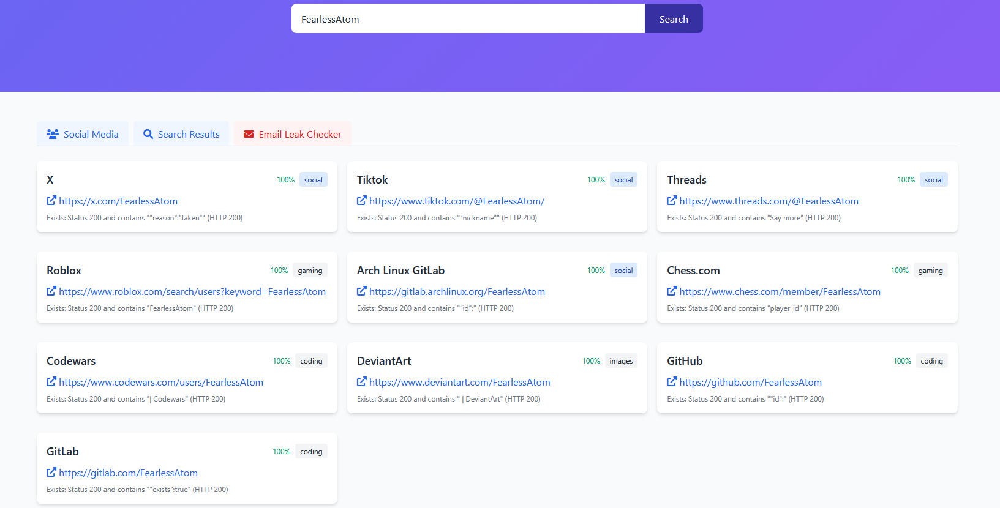 FearlessAtom
Search
Social Media
Search Results
Email Leak Checker
X 100% social
https://x.com/FearlessAtom
Exists: Status 200 and contains ""reason":"taken"" (HTTP 200)
Tiktok 100% social
https://www.tiktok.com/@FearlessAtom/
Exists: Status 200 and contains ""nickname"" (HTTP 200)
Threads 100% social
https://www.threads.com/@FearlessAtom
Exists: Status 200 and contains "Say more" (HTTP 200)
Roblox 100% gaming
https://www.roblox.com/search/users?keyword=FearlessAtom
Exists: Status 200 and contains "FearlessAtom" (HTTP 200)
Arch Linux GitLab 100% social
https://gitlab.archlinux.org/FearlessAtom
Exists: Status 200 and contains ""id":" (HTTP 200)
Chess.com 100% gaming
https://www.chess.com/member/FearlessAtom
Exists: Status 200 and contains "player_id" (HTTP 200)
Codewars 100% coding
https://www.codewars.com/users/FearlessAtom
Exists: Status 200 and contains "| Codewars" (HTTP 200)
DeviantArt 100% images
https://www.deviantart.com/FearlessAtom
Exists: Status 200 and contains " | DeviantArt" (HTTP 200)
GitHub 100% coding
https://github.com/FearlessAtom
Exists: Status 200 and contains ""id":" (HTTP 200)
GitLab 100% coding
https://gitlab.com/FearlessAtom
Exists: Status 200 and contains ""exists":true" (HTTP 200)